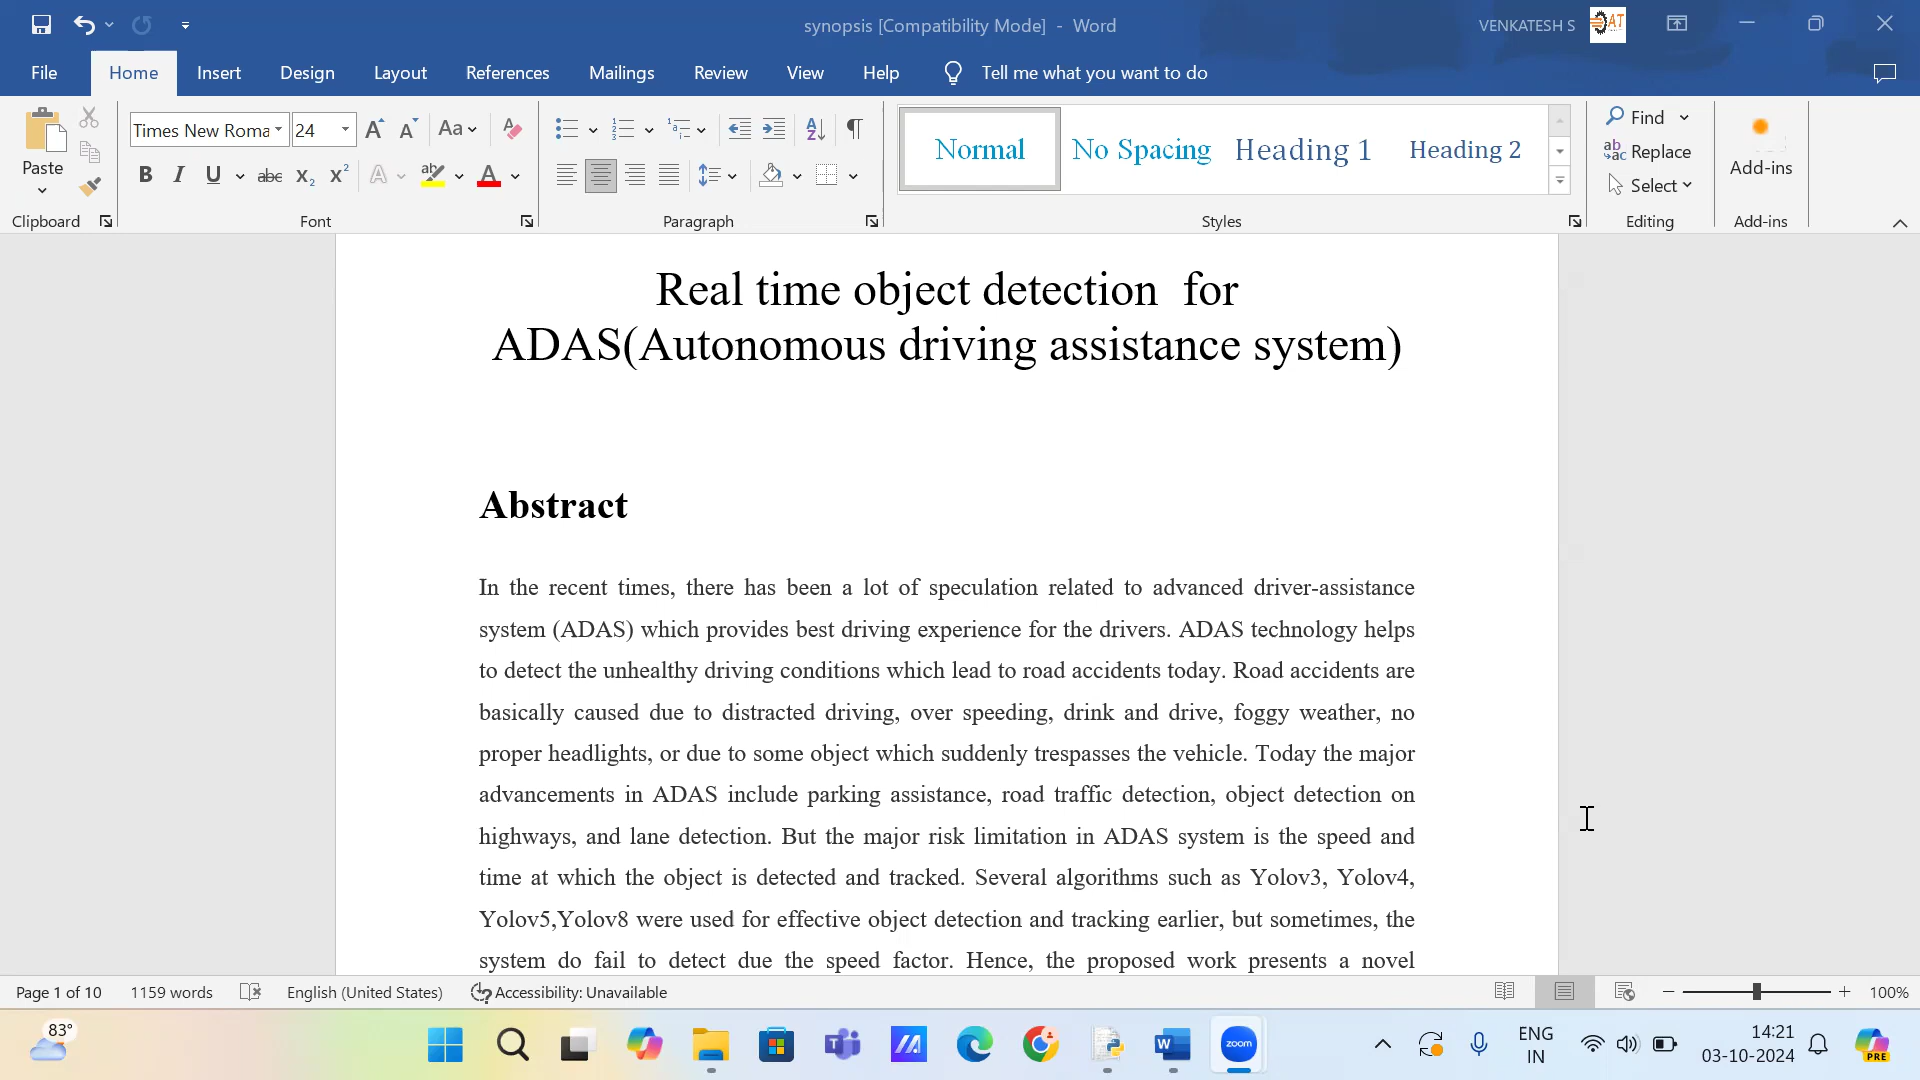 synopsis [Compatibility Mode] - Word
VENKATESH S
AT
File Home Insert Design Layout References Mailings Review View Help Tell me what you want to do
Paste
Clipboard
Times New Roma 24
Aa
B I U abc X₂ X² A ab A
Font
Paragraph
Normal No Spacing Heading 1 Heading 2
Styles
Find
Replace
Select
Editing
Add-ins
Add-ins
Real time object detection for
ADAS(Autonomous driving assistance system)
Abstract
In the recent times, there has been a lot of speculation related to advanced driver-assistance
system (ADAS) which provides best driving experience for the drivers. ADAS technology helps
to detect the unhealthy driving conditions which lead to road accidents today. Road accidents are
basically caused due to distracted driving, over speeding, drink and drive, foggy weather, no
proper headlights, or due to some object which suddenly trespasses the vehicle. Today the major
advancements in ADAS include parking assistance, road traffic detection, object detection on
highways, and lane detection. But the major risk limitation in ADAS system is the speed and
time at which the object is detected and tracked. Several algorithms such as Yolov3, Yolov4,
Yolov5,Yolov8 were used for effective object detection and tracking earlier, but sometimes, the
system do fail to detect due the speed factor. Hence, the proposed work presents a novel
Page 1 of 10 1159 words English (United States) Accessibility: Unavailable 100%
83°
zoom
ENG
IN
14:21
03-10-2024
PRE